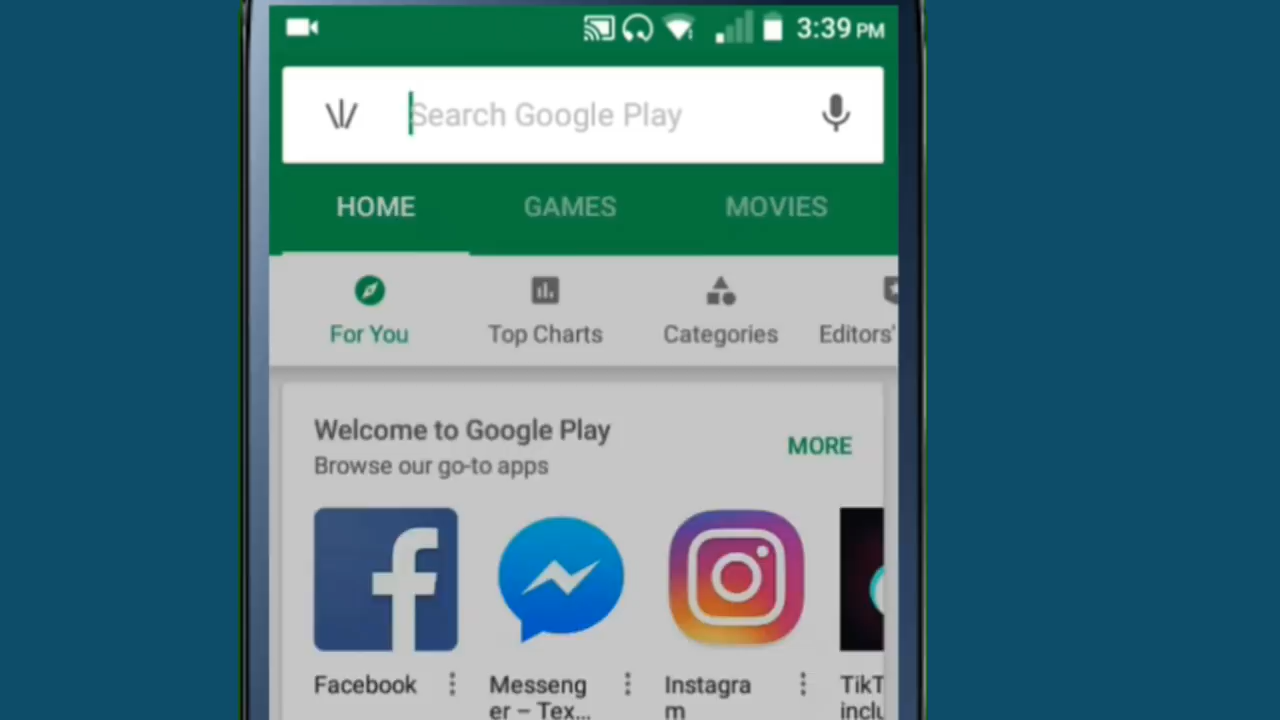 3:39 PM
Search Google Play
HOME GAMES MOVIES
For You Top Charts Categories Editors'
Welcome to Google Play
MORE
Browse our go-to apps
Facebook Messeng Instagra TikT
er – Tex... m inclu